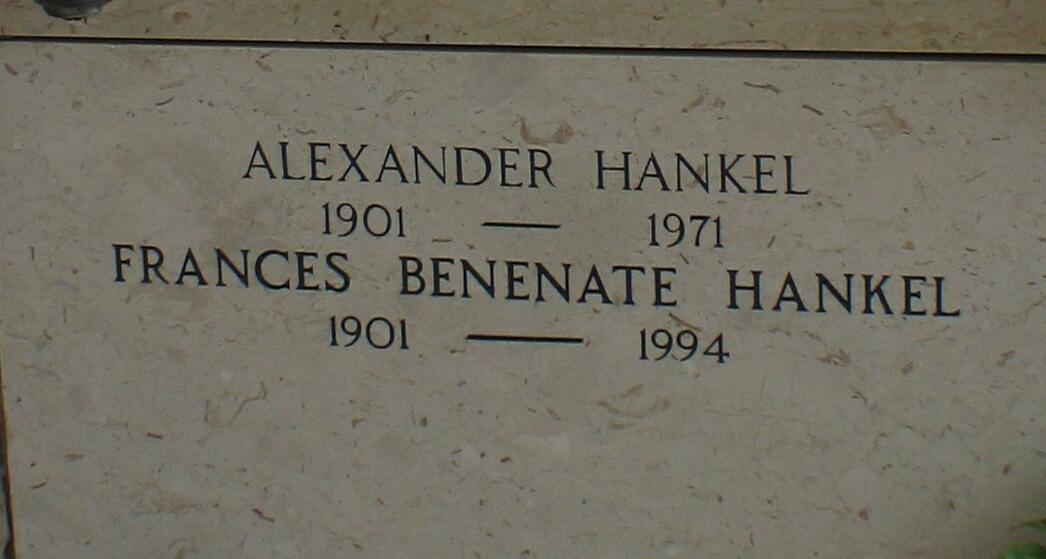 ALEXANDER HANKEL
1901 — 1971
FRANCES BENENATE HANKEL
1901 — 1994